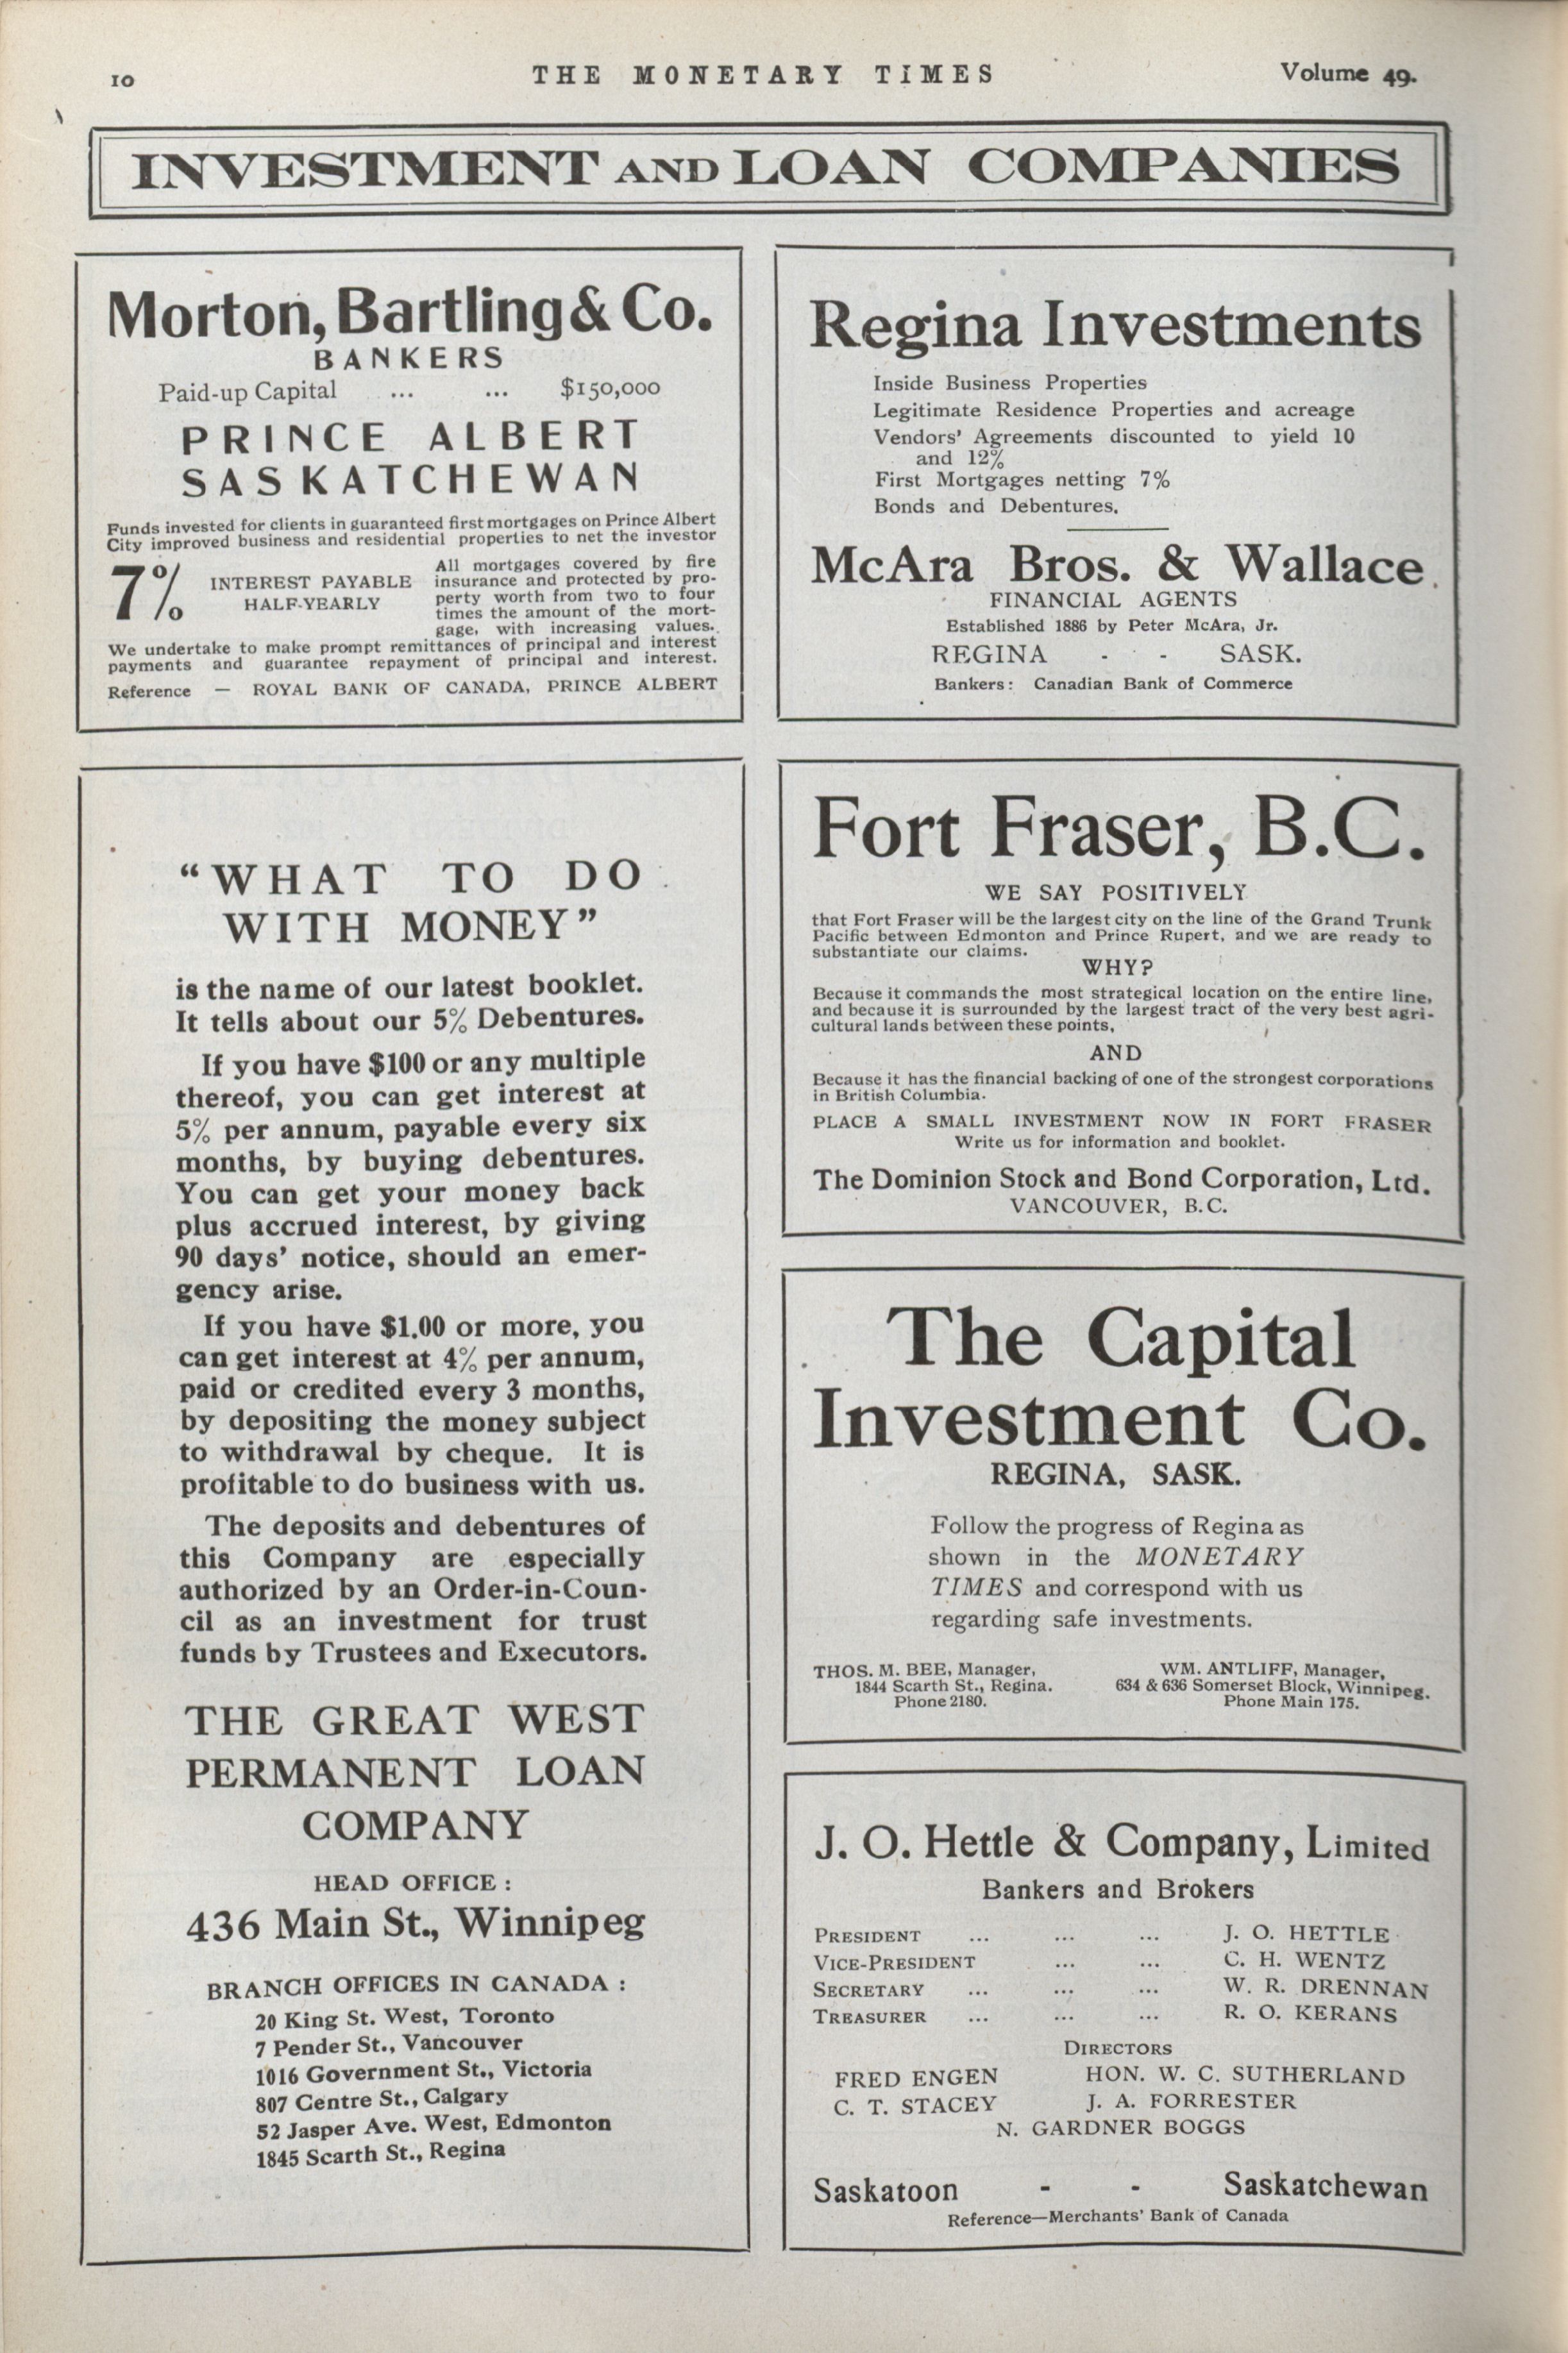 10
THE MONETARY TIMES
Volume 49.
INVESTMENT AND LOAN COMPANIES
Morton, Bartling & Co.
BANKERS
Paid-up Capital ... ... $150,000
PRINCE ALBERT
SASKATCHEWAN
Funds invested for clients in guaranteed first mortgages on Prince Albert
City improved business and residential properties to net the investor
7% INTEREST PAYABLE
HALF-YEARLY
All mortgages covered by fire
insurance and protected by pro-
perty worth from two to four
times the amount of the mort-
gage, with increasing values.
We undertake to make prompt remittances of principal and interest
payments and guarantee repayment of principal and interest.
Reference — ROYAL BANK OF CANADA, PRINCE ALBERT
"WHAT TO DO
WITH MONEY"
is the name of our latest booklet.
It tells about our 5% Debentures.
If you have $100 or any multiple
thereof, you can get interest at
5% per annum, payable every six
months, by buying debentures.
You can get your money back
plus accrued interest, by giving
90 days' notice, should an emer-
gency arise.
If you have $1.00 or more, you
can get interest at 4% per annum,
paid or credited every 3 months,
by depositing the money subject
to withdrawal by cheque. It is
profitable to do business with us.
The deposits and debentures of
this Company are especially
authorized by an Order-in-Coun-
cil as an investment for trust
funds by Trustees and Executors.
THE GREAT WEST
PERMANENT LOAN
COMPANY
HEAD OFFICE :
436 Main St., Winnipeg
BRANCH OFFICES IN CANADA :
20 King St. West, Toronto
7 Pender St., Vancouver
1016 Government St., Victoria
807 Centre St., Calgary
52 Jasper Ave. West, Edmonton
1845 Scarth St., Regina
Regina Investments
Inside Business Properties
Legitimate Residence Properties and acreage
Vendors' Agreements discounted to yield 10
and 12%
First Mortgages netting 7%
Bonds and Debentures.
McAra Bros. & Wallace
FINANCIAL AGENTS
Established 1886 by Peter McAra, Jr.
REGINA - - SASK.
Bankers: Canadian Bank of Commerce
Fort Fraser, B.C.
WE SAY POSITIVELY
that Fort Fraser will be the largest city on the line of the Grand Trunk
Pacific between Edmonton and Prince Rupert, and we are ready to
substantiate our claims.
WHY?
Because it commands the most strategical location on the entire line,
and because it is surrounded by the largest tract of the very best agri-
cultural lands between these points,
AND
Because it has the financial backing of one of the strongest corporations
in British Columbia.
PLACE A SMALL INVESTMENT NOW IN FORT FRASER
Write us for information and booklet.
The Dominion Stock and Bond Corporation, Ltd.
VANCOUVER, B.C.
The Capital
Investment Co.
REGINA, SASK.
Follow the progress of Regina as
shown in the MONETARY
TIMES and correspond with us
regarding safe investments.
THOS. M. BEE, Manager,
1844 Scarth St., Regina.
Phone 2180.
WM. ANTLIFF, Manager,
634 & 636 Somerset Block, Winnipeg.
Phone Main 175.
J. O. Hettle & Company, Limited
Bankers and Brokers
PRESIDENT ... ... ... J. O. HETTLE
VICE-PRESIDENT ... ... C. H. WENTZ
SECRETARY ... ... ... W. R. DRENNAN
TREASURER ... ... ... R. O. KERANS
DIRECTORS
FRED ENGEN HON. W. C. SUTHERLAND
C. T. STACEY J. A. FORRESTER
N. GARDNER BOGGS
Saskatoon - - Saskatchewan
Reference—Merchants' Bank of Canada